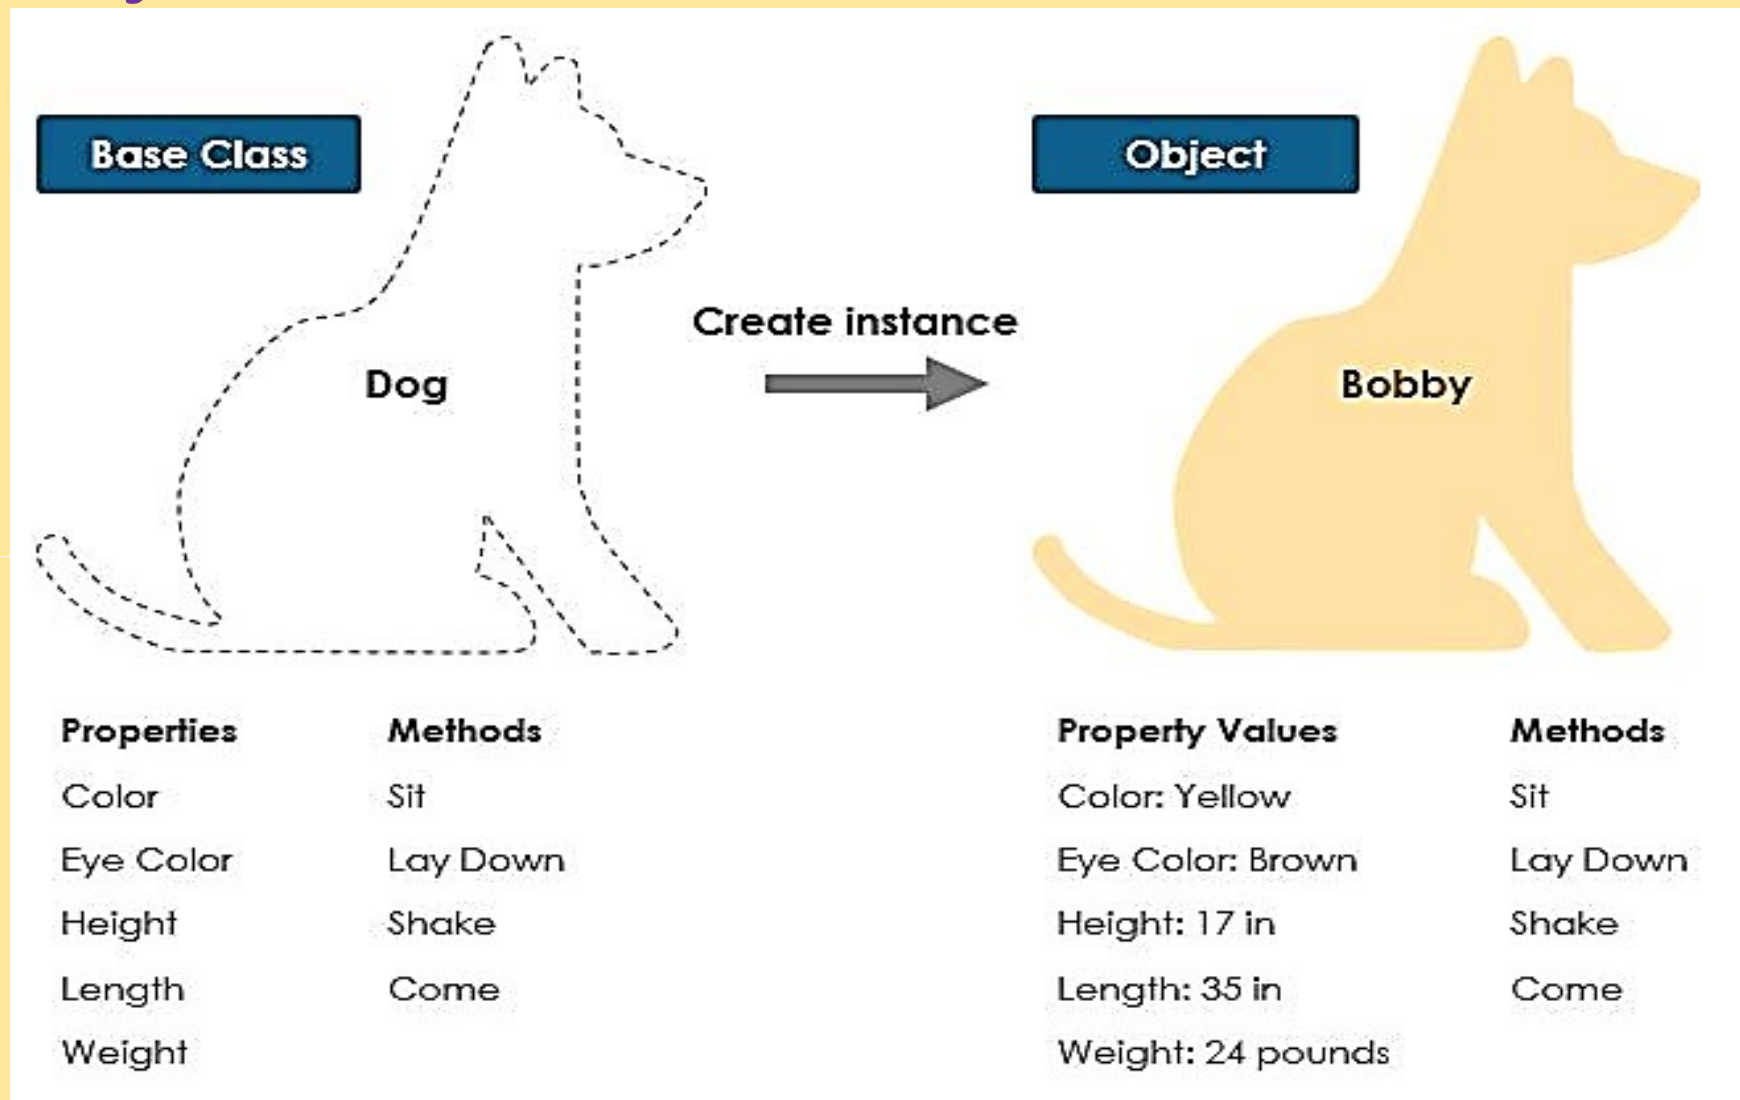 Base Class
Object
Create instance
Dog
Bobby
Properties Methods
Color Sit
Eye Color Lay Down
Height Shake
Length Come
Weight
Property Values Methods
Color: Yellow Sit
Eye Color: Brown Lay Down
Height: 17 in Shake
Length: 35 in Come
Weight: 24 pounds